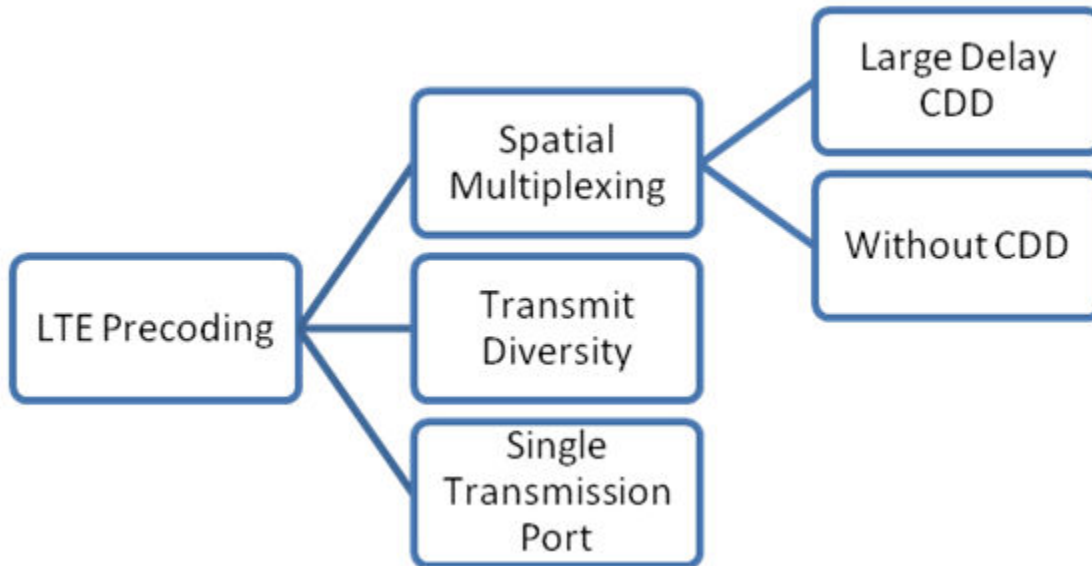 Large Delay
CDD
Spatial
Multiplexing
Without CDD
LTE Precoding
Transmit
Diversity
Single
Transmission
Port